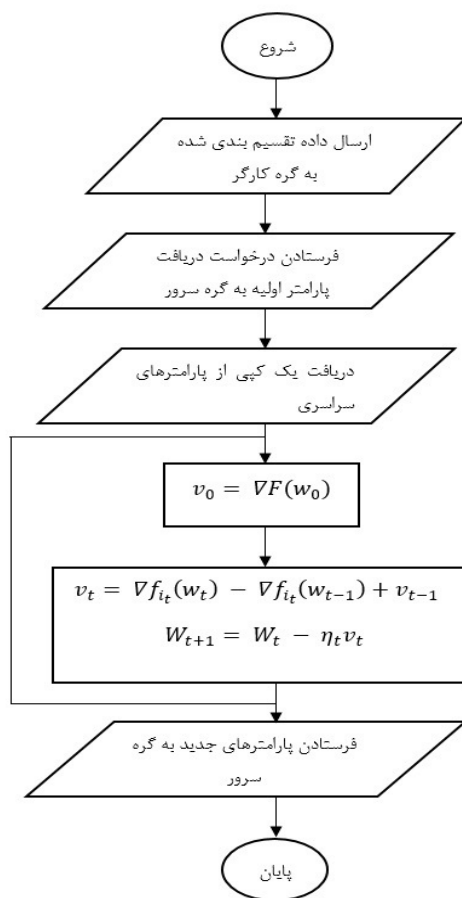 شروع
ارسال داده تقسیم بندی شده
به گره کارگر
فرستادن درخواست دریافت
پارامتر اولیه به گره سرور
دریافت یک کپی از پارامترهای
سراسری
v₀ = ∇F(w₀)
v_t = ∇f_{i_t}(w_t) − ∇f_{i_t}(w_{t−1}) + v_{t−1}
W_{t+1} = W_t − η_t v_t
فرستادن پارامترهای جدید به گره
سرور
پایان